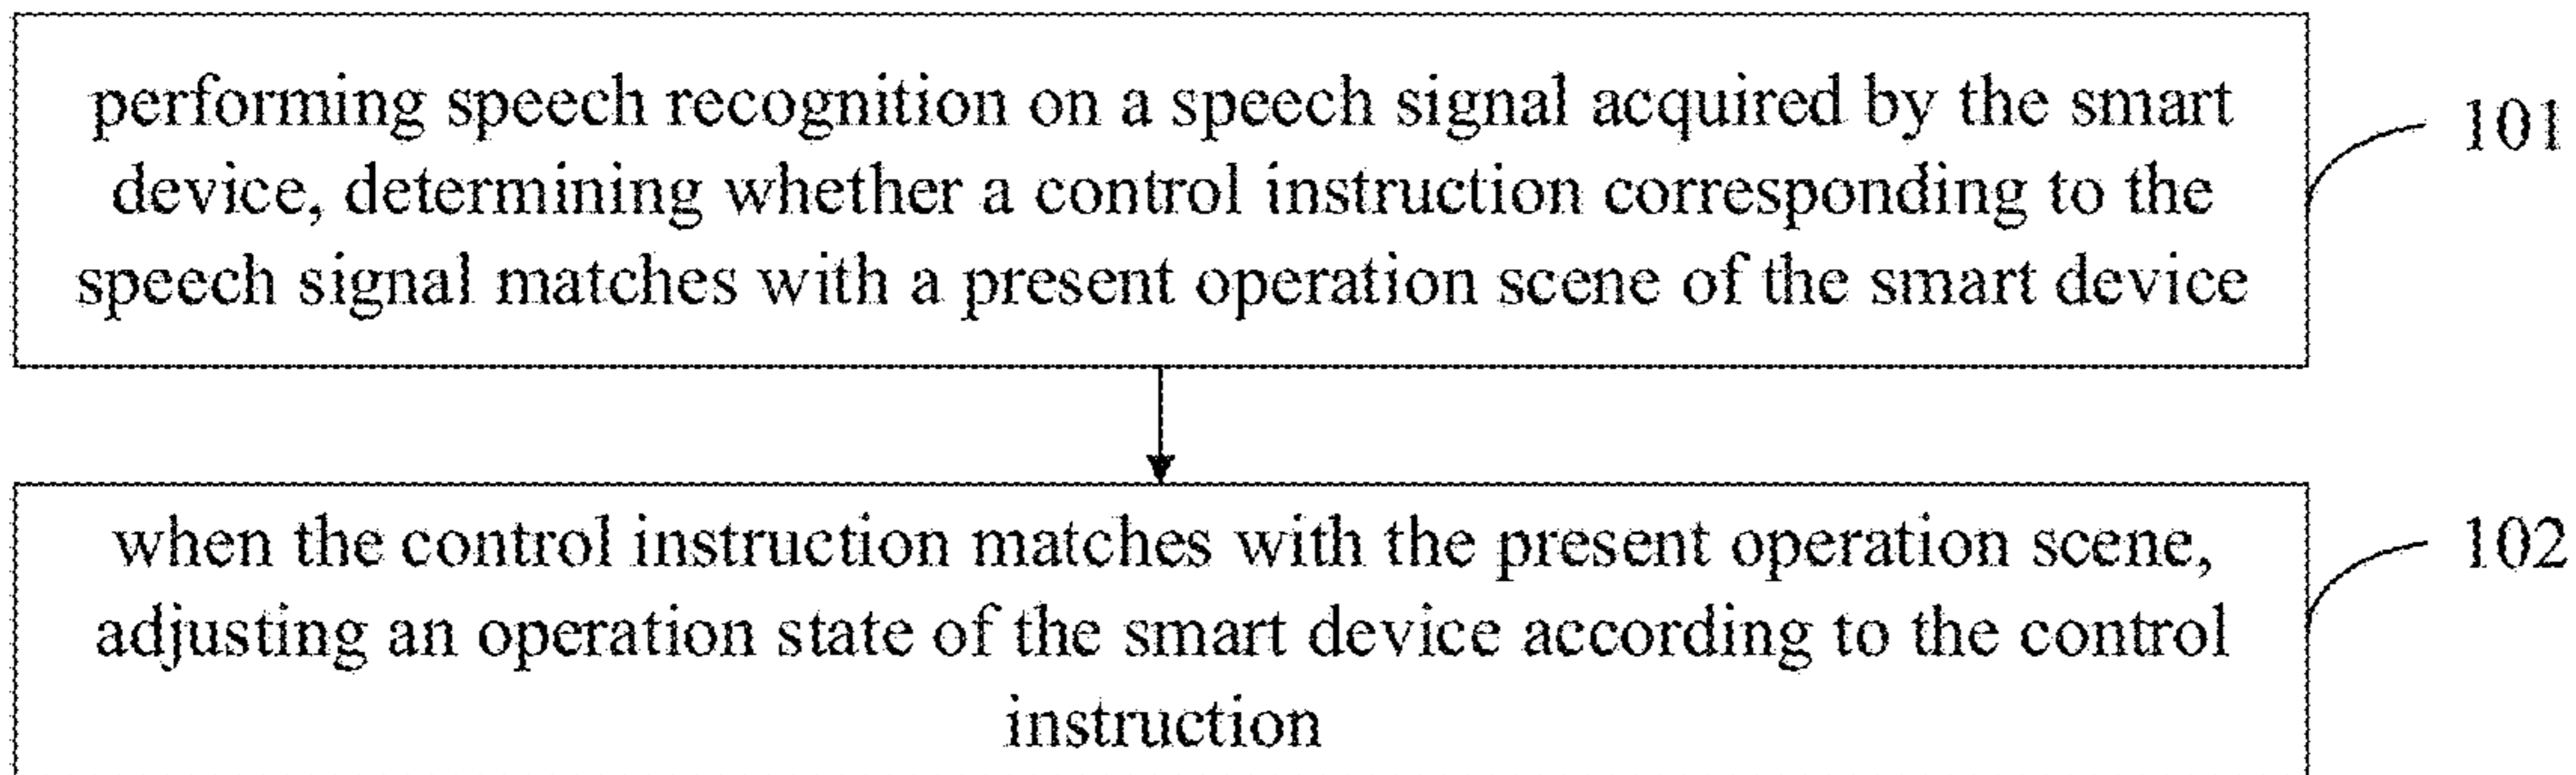 performing speech recognition on a speech signal acquired by the smart
device, determining whether a control instruction corresponding to the
speech signal matches with a present operation scene of the smart device
101
when the control instruction matches with the present operation scene,
adjusting an operation state of the smart device according to the control
instruction
102